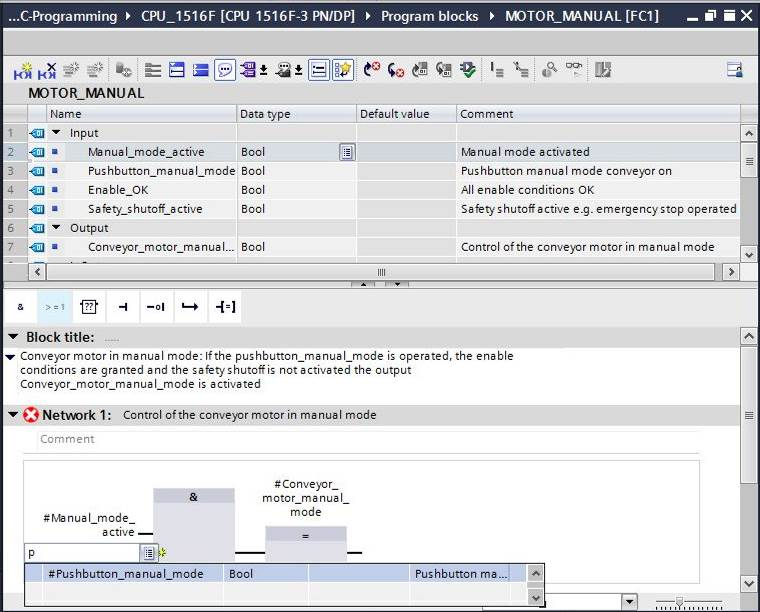 ...C-Programming CPU_1516F [CPU 1516F-3 PN/DP] Program blocks MOTOR_MANUAL [FC1]
MOTOR_MANUAL
Name Data type Default value Comment
1 Input
2 Manual_mode_active Bool Manual mode activated
3 Pushbutton_manual_mode Bool Pushbutton manual mode conveyor on
4 Enable_OK Bool All enable conditions OK
5 Safety_shutoff_active Bool Safety shutoff active e.g. emergency stop operated
6 Output
7 Conveyor_motor_manual... Bool Control of the conveyor motor in manual mode
& >=1 ??
Block title: .....
Conveyor motor in manual mode: If the pushbutton_manual_mode is operated, the enable
conditions are granted and the safety shutoff is not activated the output
Conveyor_motor_manual_mode is activated
Network 1: Control of the conveyor motor in manual mode
Comment
#Conveyor_
motor_manual_
mode
&
=
#Manual_mode_
active
p
#Pushbutton_manual_mode Bool Pushbutton ma...